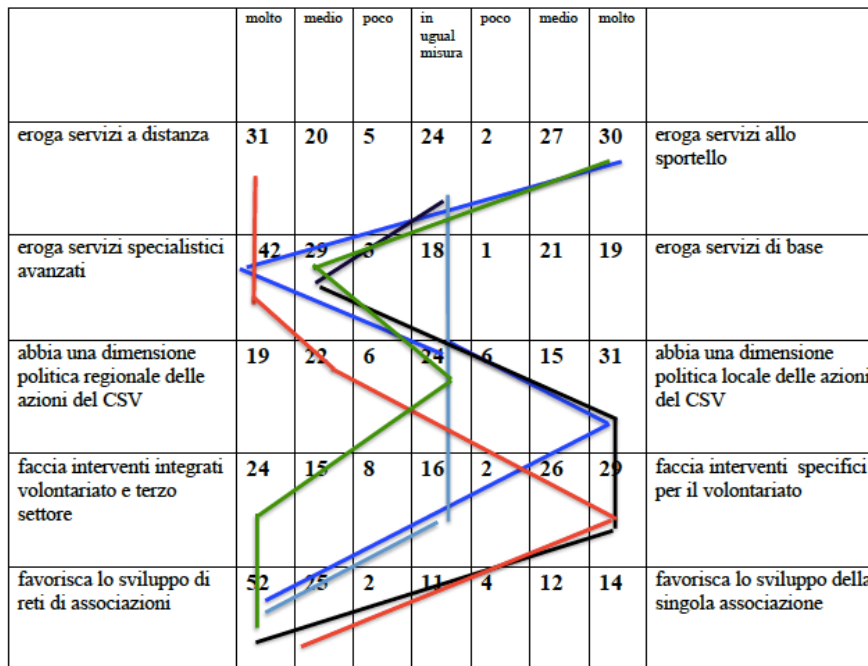 molto medio poco in poco medio molto
ugual
misura
eroga servizi a distanza 31 20 5 24 2 27 30 eroga servizi allo
sportello
eroga servizi specialistici 42 29 3 18 1 21 19 eroga servizi di base
avanzati
abbia una dimensione 19 22 6 24 6 15 31 abbia una dimensione
politica regionale delle politica locale delle azioni
azioni del CSV del CSV
faccia interventi integrati 24 15 8 16 2 26 29 faccia interventi specifici
volontariato e terzo per il volontariato
settore
favorisca lo sviluppo di 52 25 2 11 4 12 14 favorisca lo sviluppo della
reti di associazioni singola associazione